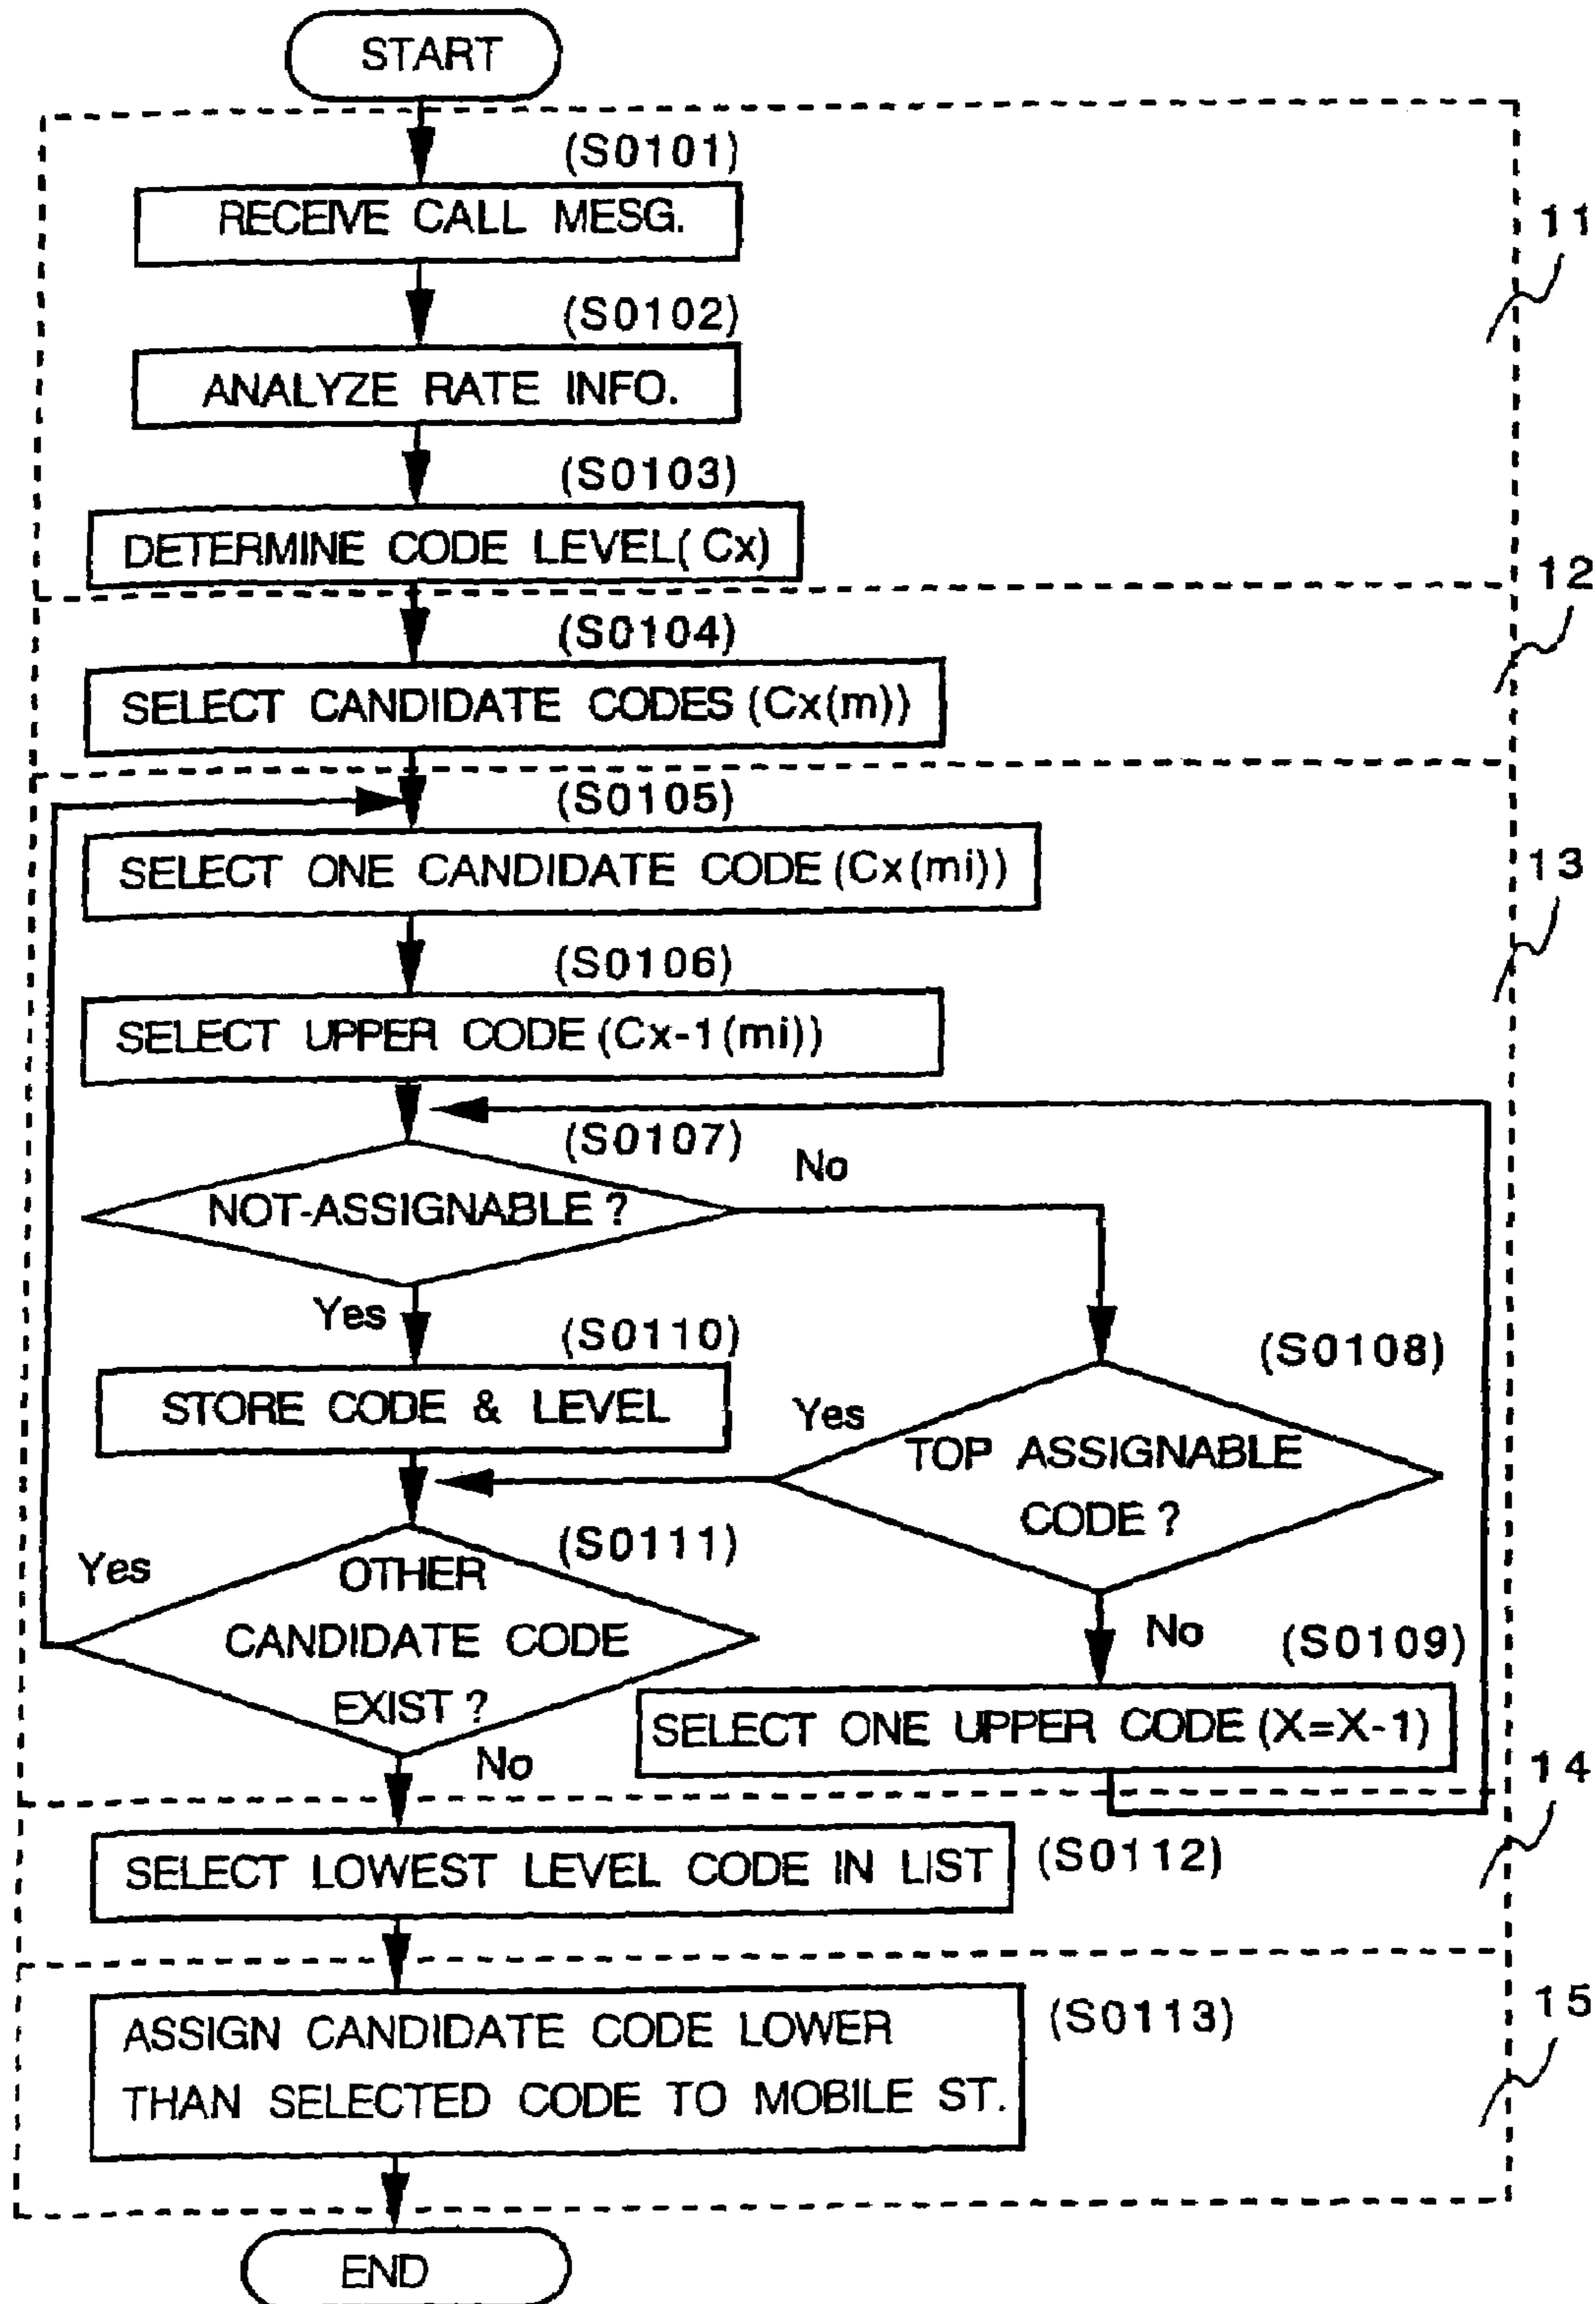 START
(S0101)
RECEIVE CALL MESG.
11
(S0102)
ANALYZE RATE INFO.
(S0103)
DETERMINE CODE LEVEL( Cx)
12
(S0104)
SELECT CANDIDATE CODES (Cx(m))
(S0105)
SELECT ONE CANDIDATE CODE (Cx(mi))
13
(S0106)
SELECT UPPER CODE (Cx-1(mi))
(S0107)
No
NOT-ASSIGNABLE ?
Yes
(S0110)
(S0108)
STORE CODE & LEVEL
Yes
TOP ASSIGNABLE
CODE ?
(S0111)
Yes
OTHER
CANDIDATE CODE
EXIST ?
No
(S0109)
SELECT ONE UPPER CODE (X=X-1)
No
14
SELECT LOWEST LEVEL CODE IN LIST
(S0112)
15
ASSIGN CANDIDATE CODE LOWER
THAN SELECTED CODE TO MOBILE ST.
(S0113)
END